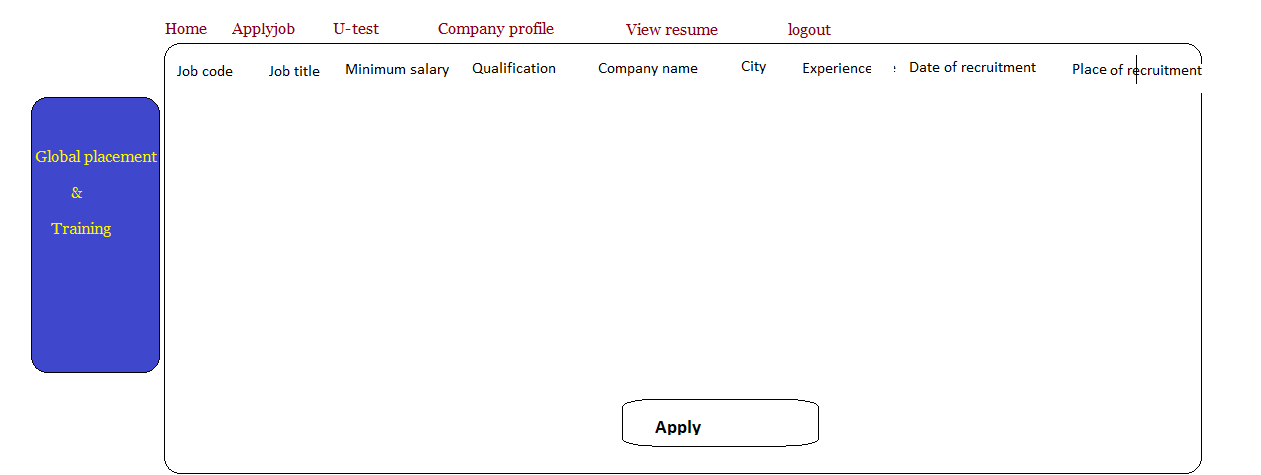 Home Applyjob U-test Company profile View resume logout
Job code Job title Minimum salary Qualification Company name City Experience Date of recruitment Place of recruitment
Global placement
&
Training
Apply